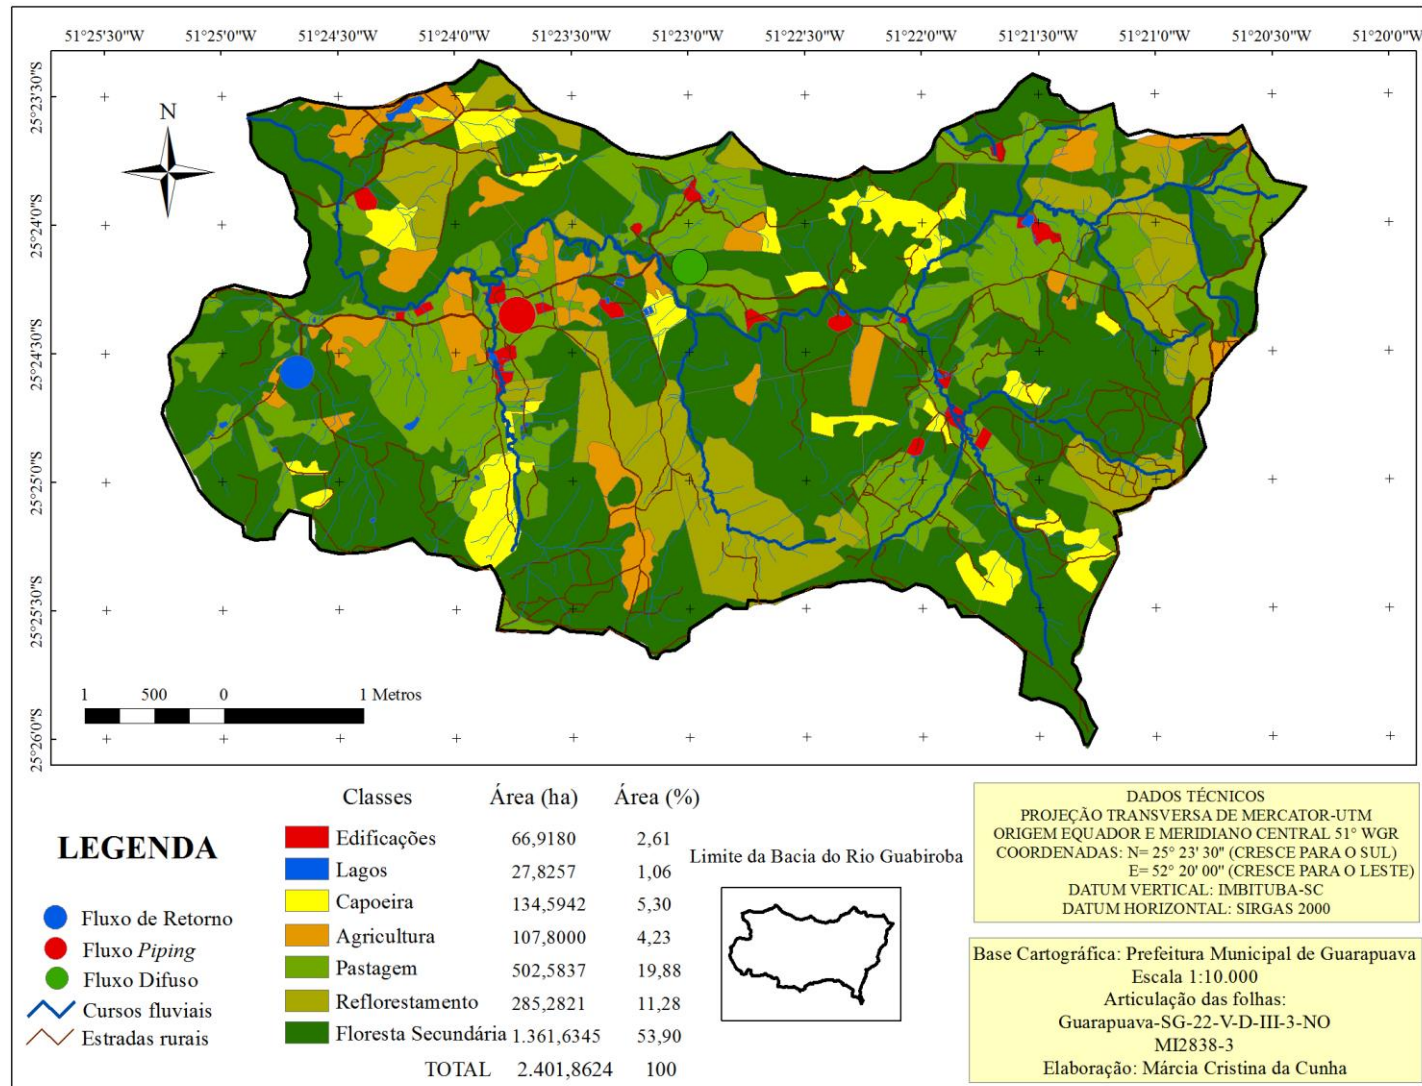 51°25'30"W 51°25'0"W 51°24'30"W 51°24'0"W 51°23'30"W 51°23'0"W 51°22'30"W 51°22'0"W 51°21'30"W 51°21'0"W 51°20'30"W 51°20'0"W
25°23'30"S
25°24'0"S
25°24'30"S
25°25'0"S
25°25'30"S
25°26'0"S
N
1 500 0 1 Metros
LEGENDA
Fluxo de Retorno
Fluxo Piping
Fluxo Difuso
Cursos fluviais
Estradas rurais
Classes Área (ha) Área (%)
Edificações 66,9180 2,61
Lagos 27,8257 1,06
Capoeira 134,5942 5,30
Agricultura 107,8000 4,23
Pastagem 502,5837 19,88
Reflorestamento 285,2821 11,28
Floresta Secundária 1.361,6345 53,90
TOTAL 2.401,8624 100
Limite da Bacia do Rio Guabiroba
DADOS TÉCNICOS
PROJEÇÃO TRANSVERSA DE MERCATOR-UTM
ORIGEM EQUADOR E MERIDIANO CENTRAL 51° WGR
COORDENADAS: N= 25° 23' 30" (CRESCE PARA O SUL)
E= 52° 20' 00" (CRESCE PARA O LESTE)
DATUM VERTICAL: IMBITUBA-SC
DATUM HORIZONTAL: SIRGAS 2000
Base Cartográfica: Prefeitura Municipal de Guarapuava
Escala 1:10.000
Articulação das folhas:
Guarapuava-SG-22-V-D-III-3-NO
MI2838-3
Elaboração: Márcia Cristina da Cunha